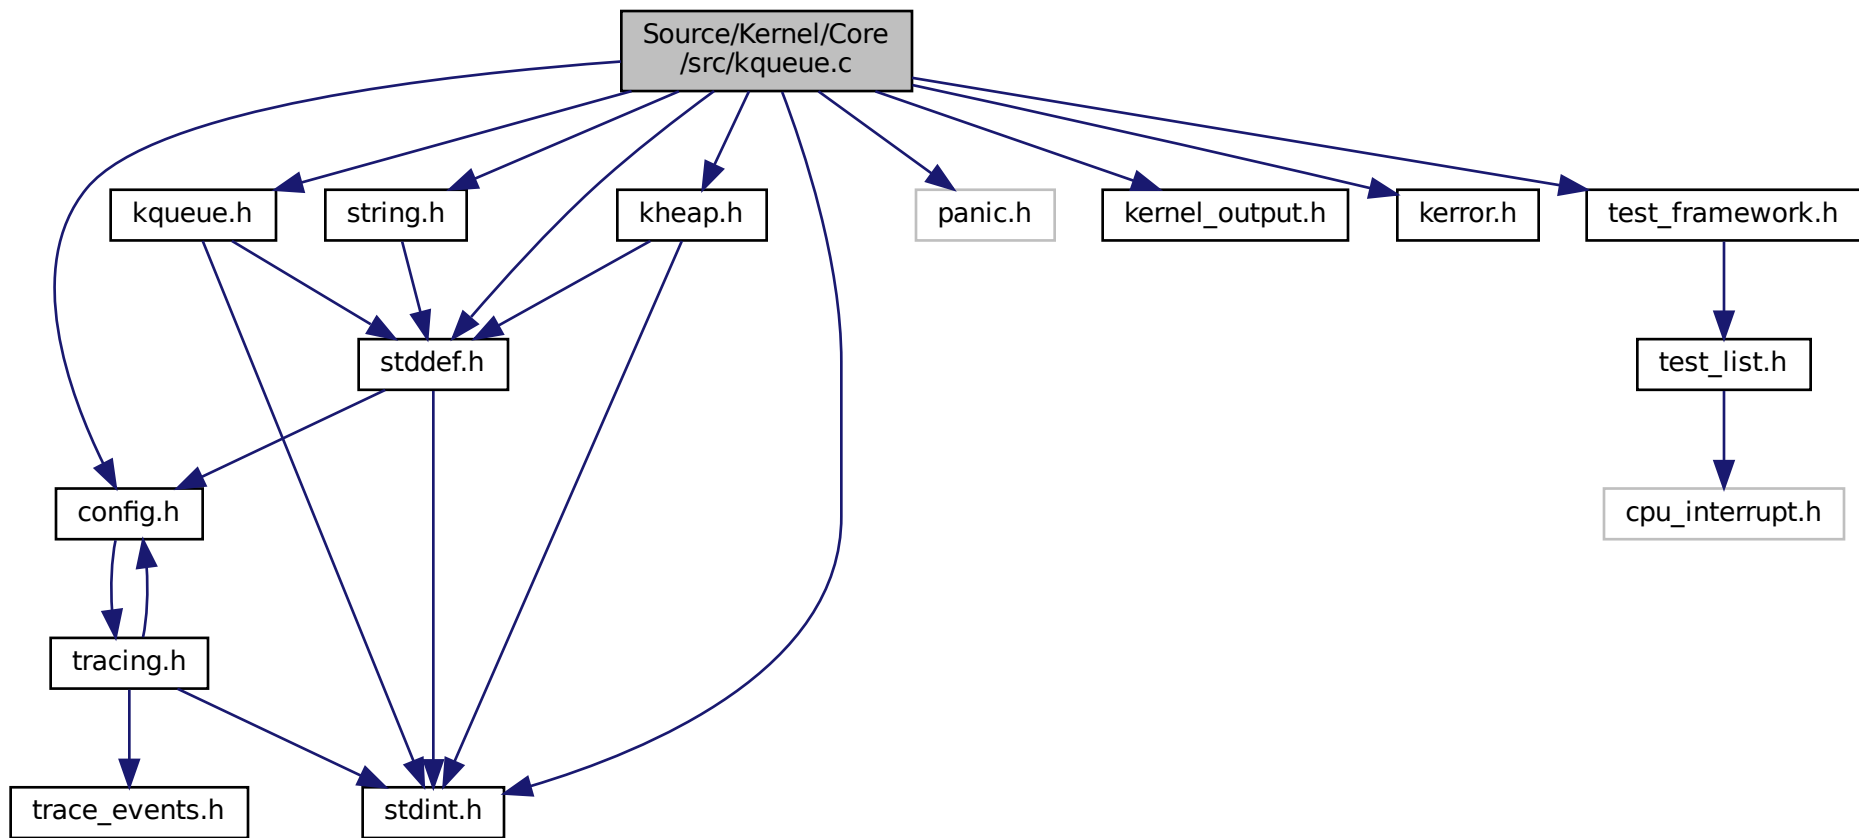 Source/Kernel/Core
/src/kqueue.c
kqueue.h
string.h
kheap.h
panic.h
kernel_output.h
kerror.h
test_framework.h
stddef.h
test_list.h
config.h
cpu_interrupt.h
tracing.h
trace_events.h
stdint.h